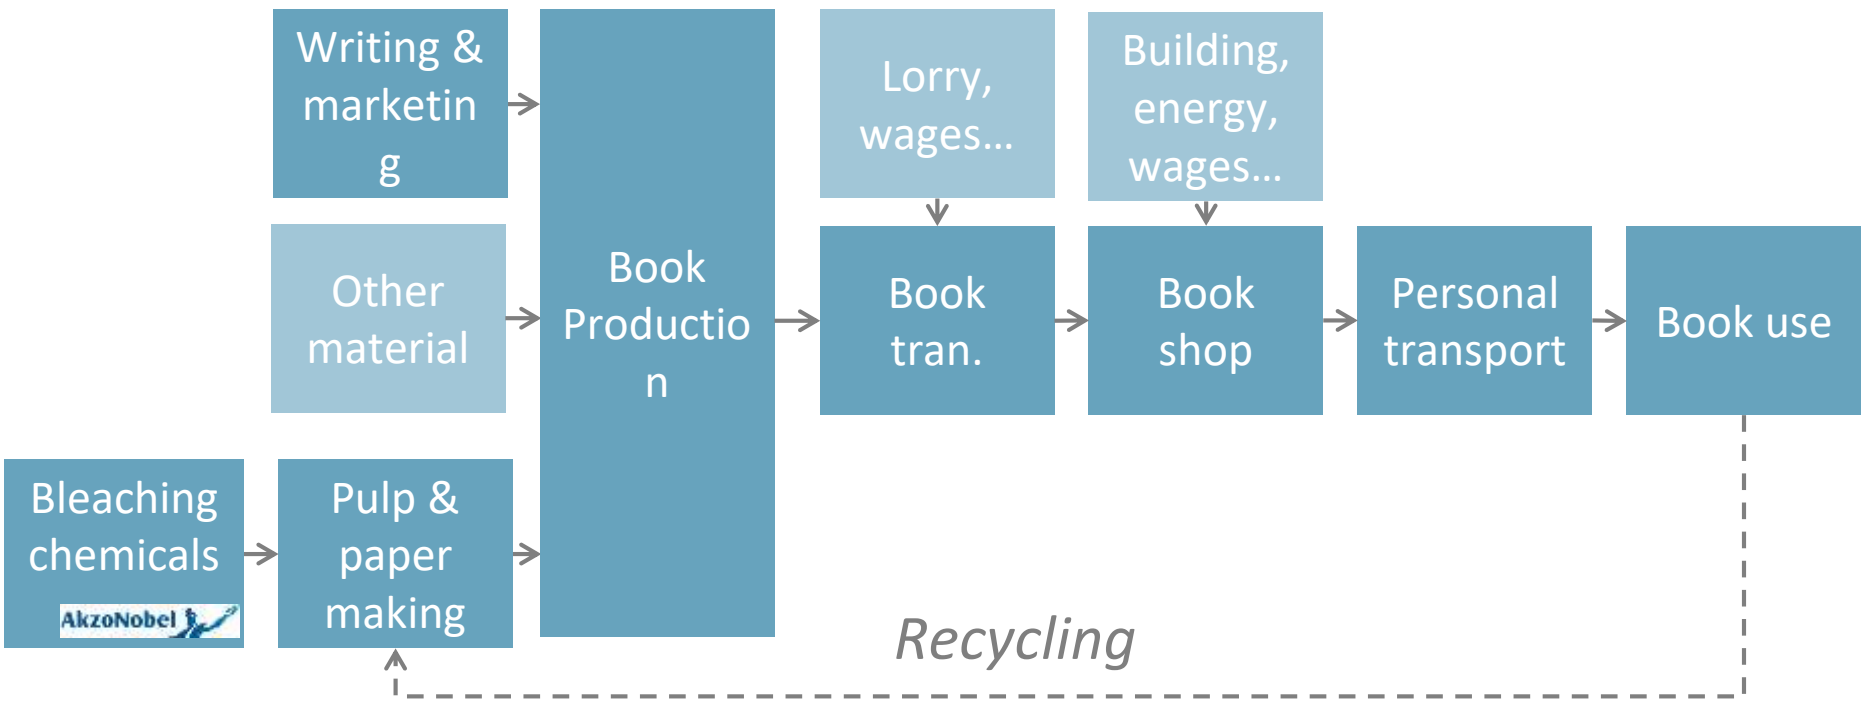 Writing &
marketin
g
Lorry,
wages...
Building,
energy,
wages...
Other
material
Book
Productio
n
Book
tran.
Book
shop
Personal
transport
Book use
Bleaching
chemicals
AkzoNobel
Pulp &
paper
making
Recycling